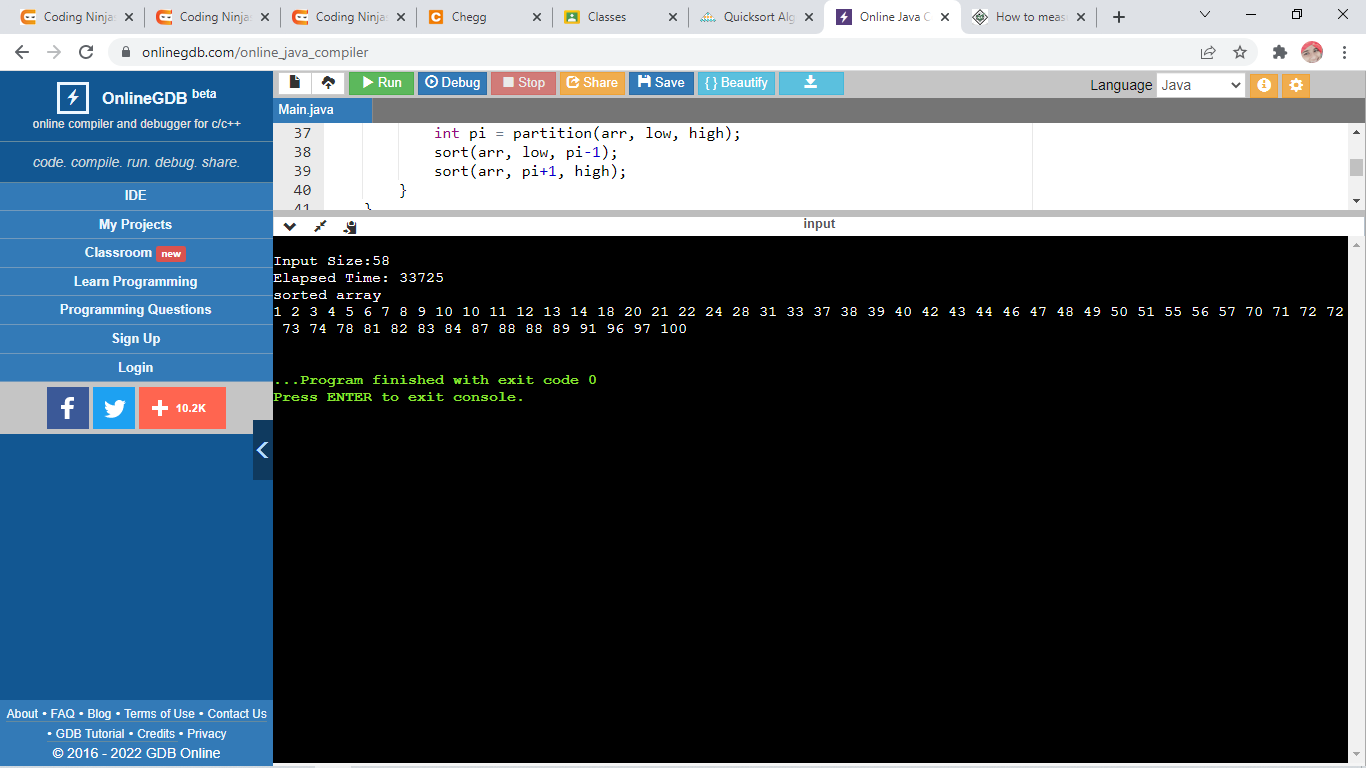 Coding Ninja
Coding Ninja
Coding Ninja
Chegg
Classes
Quicksort Alg
Online Java C
How to meas
onlinegdb.com/online_java_compiler
OnlineGDB beta
online compiler and debugger for c/c++
code. compile. run. debug. share.
IDE
My Projects
Classroom new
Learn Programming
Programming Questions
Sign Up
Login
f
+ 10.2K
About • FAQ • Blog • Terms of Use • Contact Us
• GDB Tutorial • Credits • Privacy
© 2016 - 2022 GDB Online
Run Debug Stop Share Save { } Beautify
Language Java
Main.java
37 int pi = partition(arr, low, high);
38 sort(arr, low, pi-1);
39 sort(arr, pi+1, high);
40 }
41 }
input
Input Size:58
Elapsed Time: 33725
sorted array
1 2 3 4 5 6 7 8 9 10 10 11 12 13 14 18 20 21 22 24 28 31 33 37 38 39 40 42 43 44 46 47 48 49 50 51 55 56 57 70 71 72 72
73 74 78 81 82 83 84 87 88 88 89 91 96 97 100
...Program finished with exit code 0
Press ENTER to exit console.